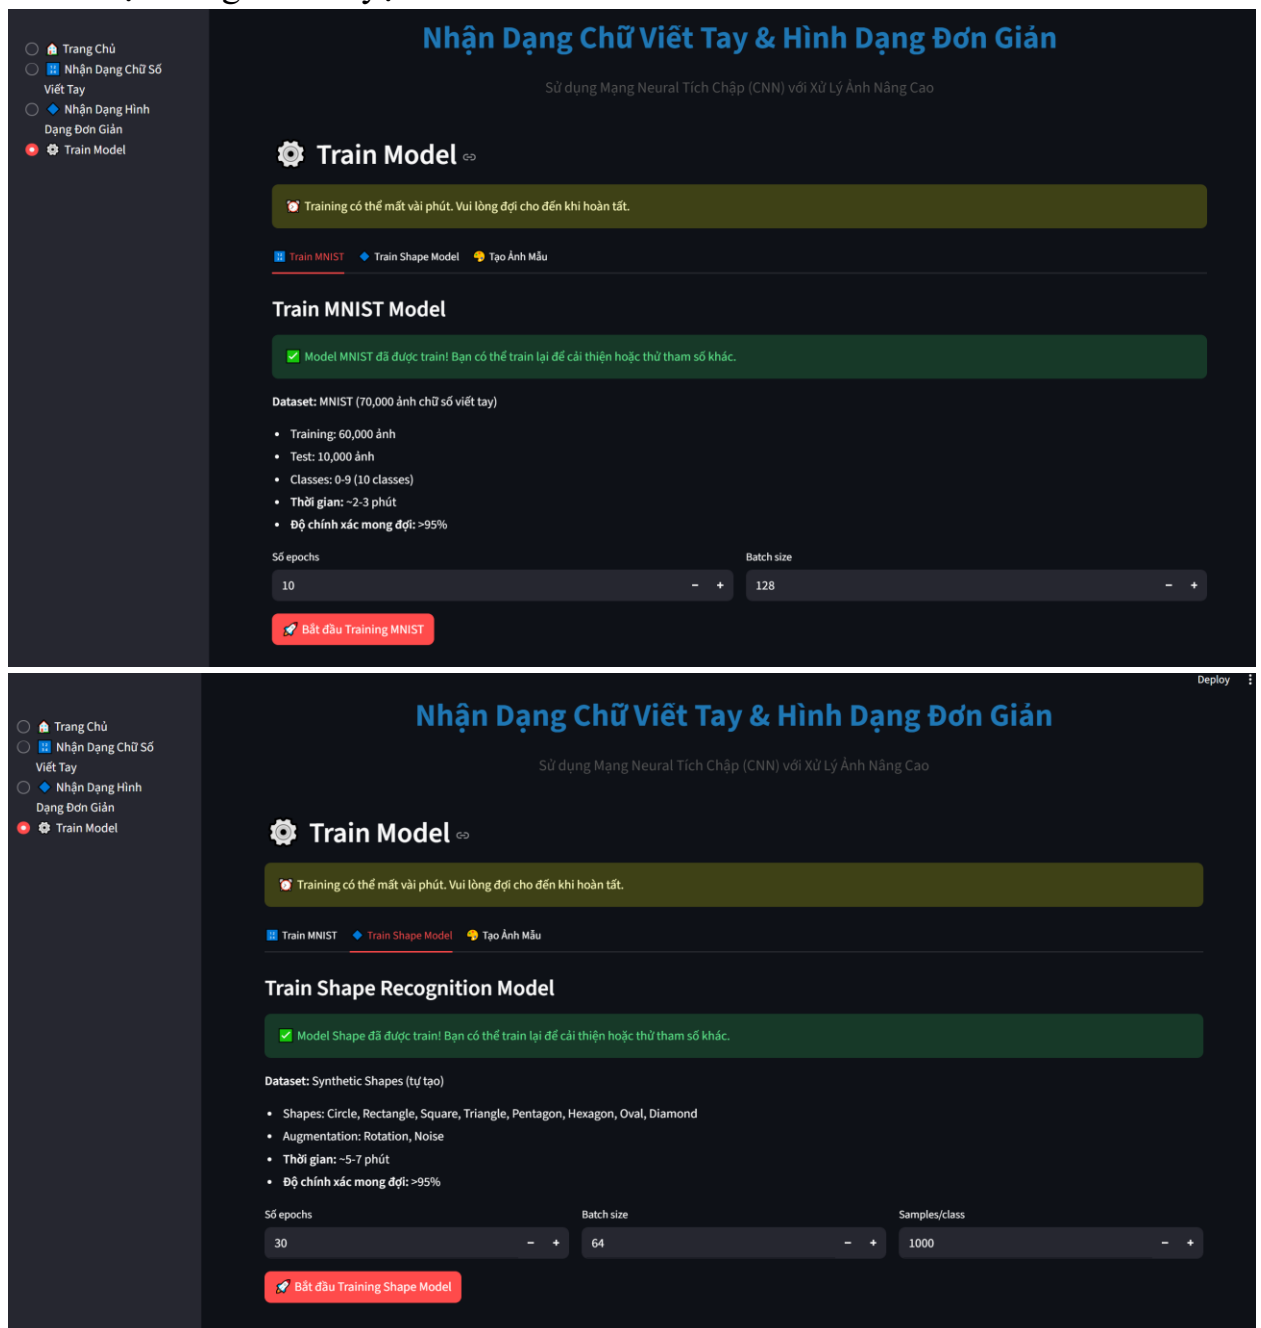 Nhận Dạng Chữ Viết Tay & Hình Dạng Đơn Giản
Sử dụng Mạng Neural Tích Chập (CNN) với Xử Lý Ảnh Nâng Cao
Trang Chủ
Nhận Dạng Chữ Số
Viết Tay
Nhận Dạng Hình
Dạng Đơn Giản
Train Model
Train Model
Training có thể mất vài phút. Vui lòng đợi cho đến khi hoàn tất.
Train MNIST Train Shape Model Tạo Ảnh Mẫu
Train MNIST Model
Model MNIST đã được train! Bạn có thể train lại để cải thiện hoặc thử tham số khác.
Dataset: MNIST (70,000 ảnh chữ số viết tay)
• Training: 60,000 ảnh
• Test: 10,000 ảnh
• Classes: 0-9 (10 classes)
• Thời gian: ~2-3 phút
• Độ chính xác mong đợi: >95%
Số epochs Batch size
10 − + 128 − +
Bắt đầu Training MNIST
Deploy
Nhận Dạng Chữ Viết Tay & Hình Dạng Đơn Giản
Sử dụng Mạng Neural Tích Chập (CNN) với Xử Lý Ảnh Nâng Cao
Trang Chủ
Nhận Dạng Chữ Số
Viết Tay
Nhận Dạng Hình
Dạng Đơn Giản
Train Model
Train Model
Training có thể mất vài phút. Vui lòng đợi cho đến khi hoàn tất.
Train MNIST Train Shape Model Tạo Ảnh Mẫu
Train Shape Recognition Model
Model Shape đã được train! Bạn có thể train lại để cải thiện hoặc thử tham số khác.
Dataset: Synthetic Shapes (tự tạo)
• Shapes: Circle, Rectangle, Square, Triangle, Pentagon, Hexagon, Oval, Diamond
• Augmentation: Rotation, Noise
• Thời gian: ~5-7 phút
• Độ chính xác mong đợi: >95%
Số epochs Batch size Samples/class
30 − + 64 − + 1000 − +
Bắt đầu Training Shape Model